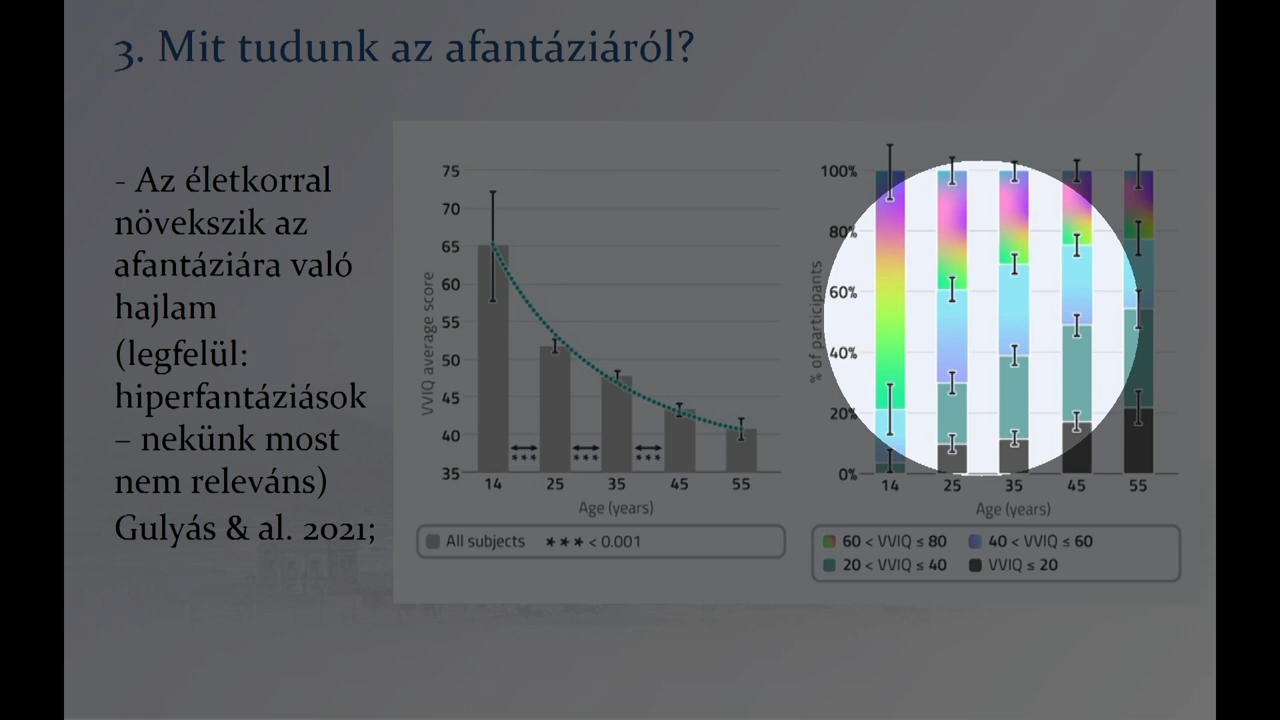 3. Mit tudunk az afantáziáról?
- Az életkorral
növekszik az
afantáziára való
hajlam
(legfelül:
hiperfantáziások
– nekünk most
nem releváns)
Gulyás & al. 2021;
VVIQ average score
75
70
65
60
55
50
45
40
35
***
***
***
14 25 35 45 55
Age (years)
All subjects *** < 0.001
% of participants
100%
80%
60%
40%
20%
0%
14 25 35 45 55
Age (years)
60 < VVIQ ≤ 80 40 < VVIQ ≤ 60
20 < VVIQ ≤ 40 VVIQ ≤ 20